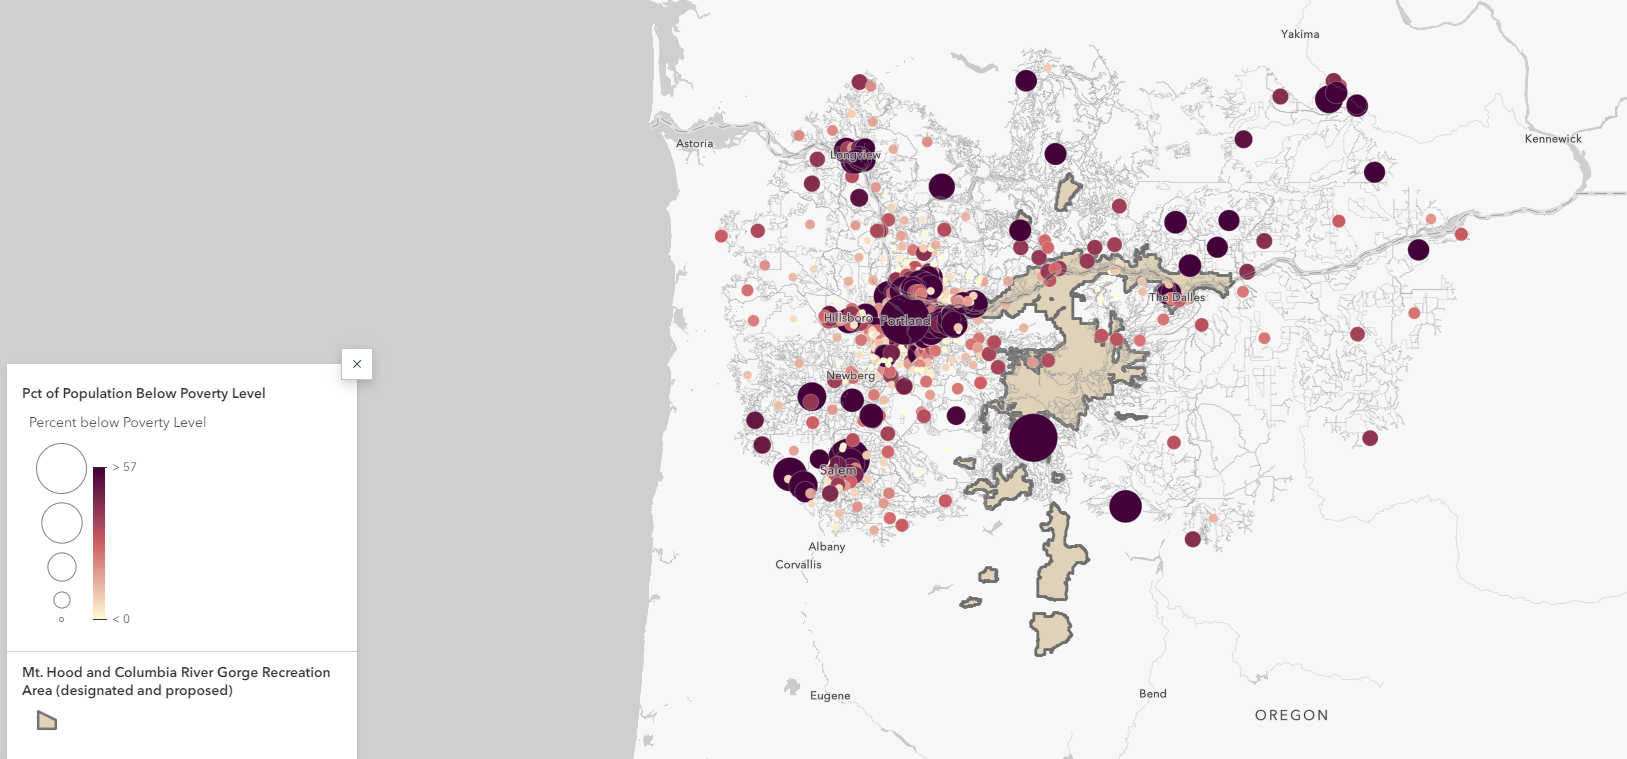 Yakima
Kennewick
Astoria
Longview
The Dalles
Hillsboro
Portland
Newberg
Salem
Albany
Corvallis
Eugene
Bend
OREGON
Pct of Population Below Poverty Level
Percent below Poverty Level
> 57
< 0
Mt. Hood and Columbia River Gorge Recreation
Area (designated and proposed)